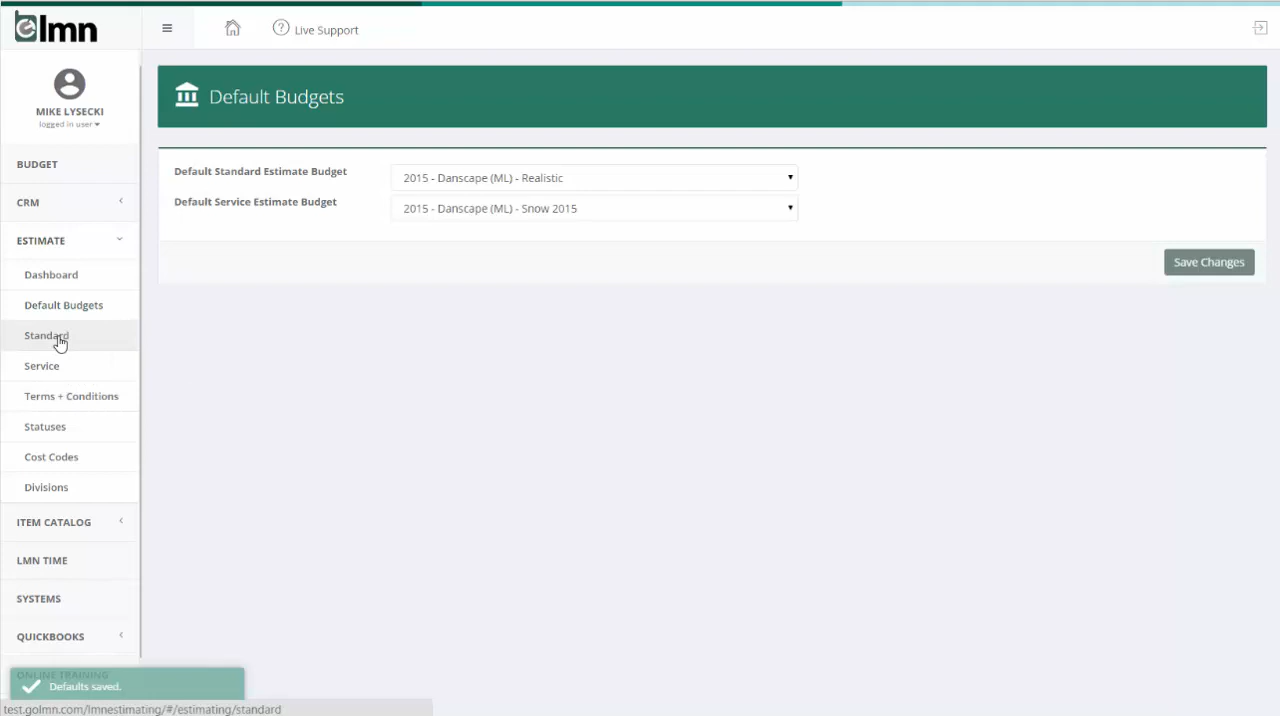 lmn
Live Support
MIKE LYSECKI
logged in user
BUDGET
CRM
ESTIMATE
Dashboard
Default Budgets
Standard
Service
Terms + Conditions
Statuses
Cost Codes
Divisions
ITEM CATALOG
LMN TIME
SYSTEMS
QUICKBOOKS
ONLINE TRAINING
Defaults saved.
test.golmn.com/lmnestimating/#/estimating/standard
Default Budgets
Default Standard Estimate Budget
2015 - Danscape (ML) - Realistic
Default Service Estimate Budget
2015 - Danscape (ML) - Snow 2015
Save Changes